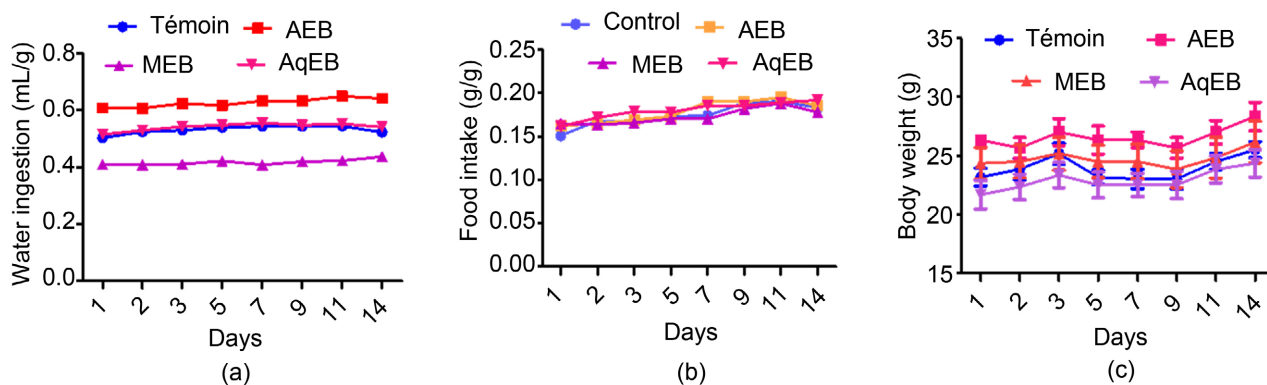 Témoin AEB
MEB AqEB
Water ingestion (mL/g)
0.8
0.6
0.4
0.2
0.0
1 2 3 5 7 9 11 14
Days
(a)
Control AEB
MEB AqEB
Food intake (g/g)
0.25
0.20
0.15
0.10
0.05
0.00
1 2 3 5 7 9 11 14
Days
(b)
Témoin AEB
MEB AqEB
Body weight (g)
35
30
25
20
15
1 2 3 5 7 9 11 14
Days
(c)